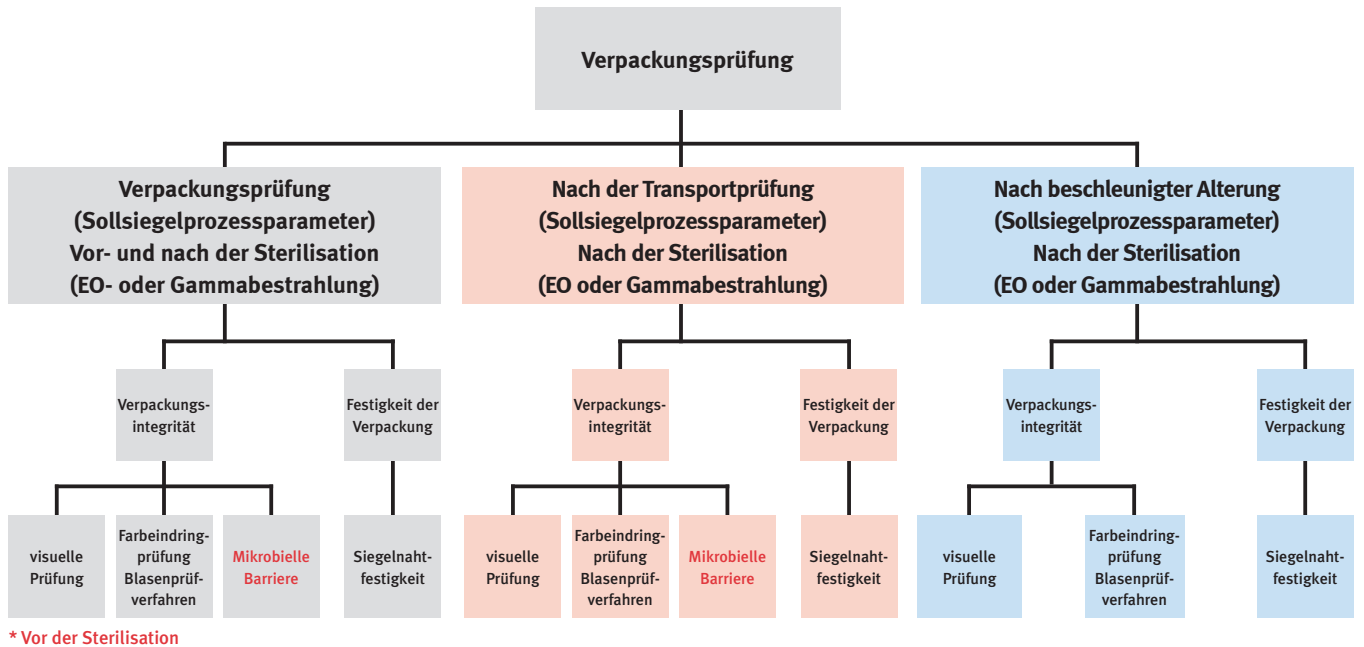 Verpackungsprüfung
Verpackungsprüfung
(Sollsiegelprozessparameter)
Vor- und nach der Sterilisation
(EO- oder Gammabestrahlung)
Nach der Transportprüfung
(Sollsiegelprozessparameter)
Nach der Sterilisation
(EO oder Gammabestrahlung)
Nach beschleunigter Alterung
(Sollsiegelprozessparameter)
Nach der Sterilisation
(EO oder Gammabestrahlung)
Verpackungs-
integrität
Festigkeit der
Verpackung
Verpackungs-
integrität
Festigkeit der
Verpackung
Verpackungs-
integrität
Festigkeit der
Verpackung
visuelle
Prüfung
Farbeindring-
prüfung
Blasenprüf-
verfahren
Mikrobielle
Barriere
Siegelnaht-
festigkeit
visuelle
Prüfung
Farbeindring-
prüfung
Blasenprüf-
verfahren
Mikrobielle
Barriere
Siegelnaht-
festigkeit
visuelle
Prüfung
Farbeindring-
prüfung
Blasenprüf-
verfahren
Siegelnaht-
festigkeit
* Vor der Sterilisation